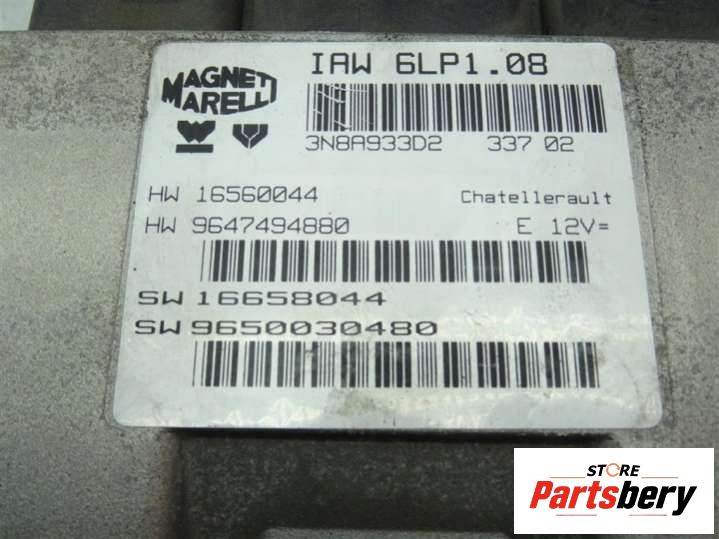 MAGNETI
MARELLI
IAW 6LP1.08
3N8A933D2 337 02
HW 16560044 Chatellerault
HW 9647494880 E 12V=
SW 16658044
SW 9650030480
STORE
Partsbery